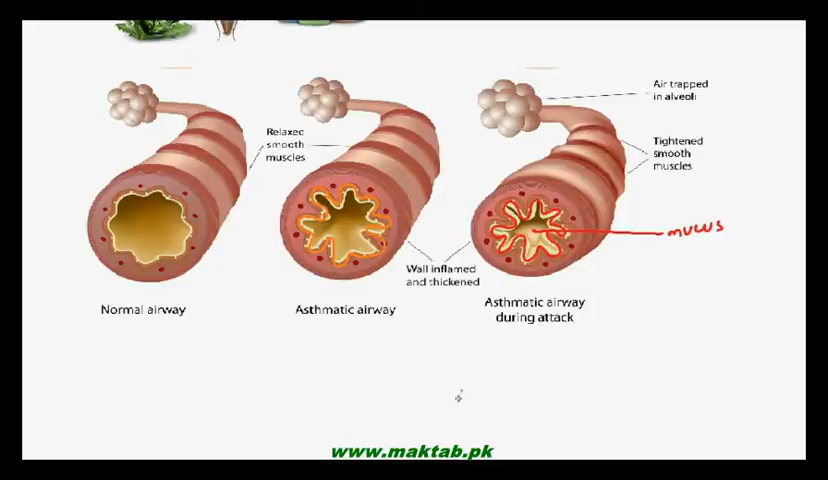 Air trapped
in alveoli
Relaxed
smooth
muscles
Tightened
smooth
muscles
mucus
Wall inflamed
and thickened
Normal airway
Asthmatic airway
Asthmatic airway
during attack
www.maktab.pk